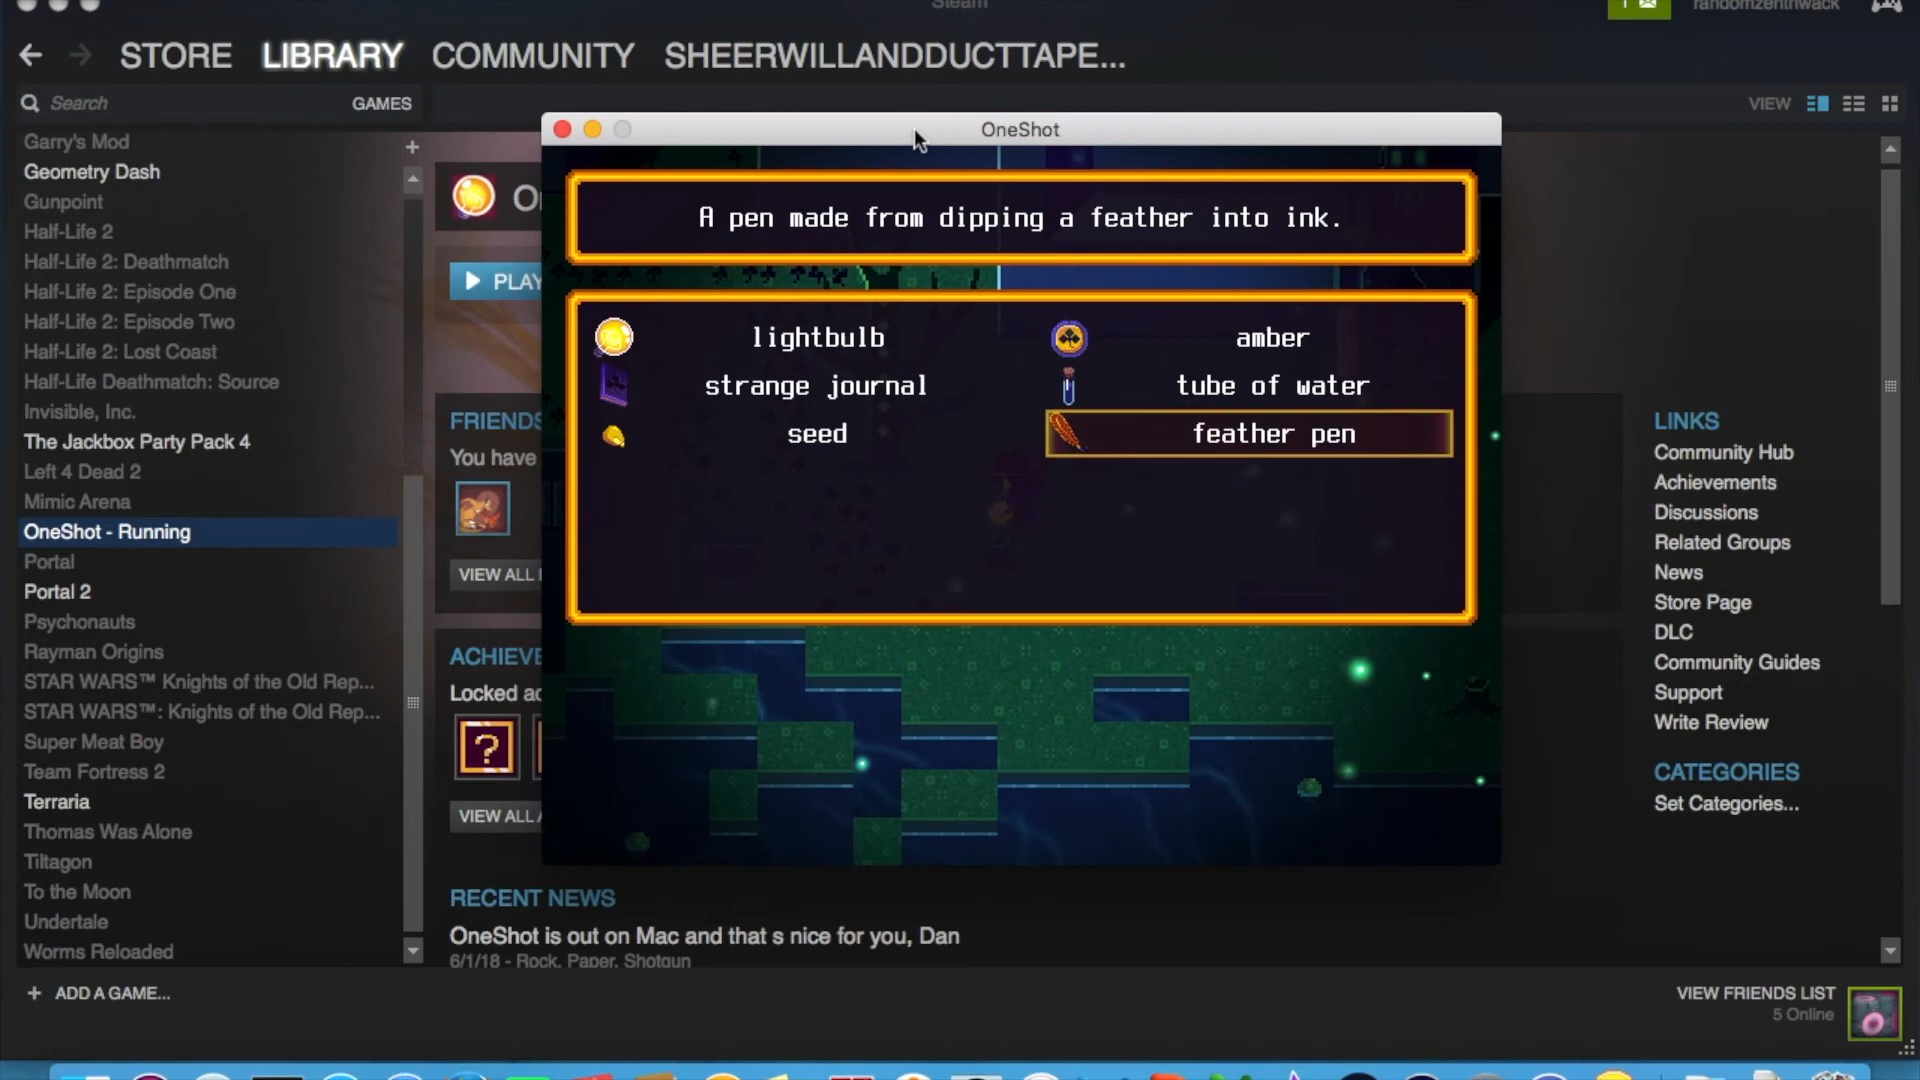 Steam
randomzenthwack
STORE LIBRARY COMMUNITY SHEERWILLANDDUCTTAPE...
Search GAMES
VIEW
OneShot
Garry's Mod
Geometry Dash
Gunpoint
Half-Life 2
Half-Life 2: Deathmatch
Half-Life 2: Episode One
Half-Life 2: Episode Two
Half-Life 2: Lost Coast
Half-Life Deathmatch: Source
Invisible, Inc.
The Jackbox Party Pack 4
Left 4 Dead 2
Mimic Arena
OneShot - Running
Portal
Portal 2
Psychonauts
Rayman Origins
STAR WARS™ Knights of the Old Rep...
STAR WARS™: Knights of the Old Rep...
Super Meat Boy
Team Fortress 2
Terraria
Thomas Was Alone
Tiltagon
To the Moon
Undertale
Worms Reloaded
+ ADD A GAME...
PLAY
FRIENDS
You have
VIEW ALL
ACHIEVE
Locked ac
?
VIEW ALL
A pen made from dipping a feather into ink.
lightbulb amber
strange journal tube of water
seed feather pen
RECENT NEWS
OneShot is out on Mac and that s nice for you, Dan
6/1/18 - Rock, Paper, Shotgun
LINKS
Community Hub
Achievements
Discussions
Related Groups
News
Store Page
DLC
Community Guides
Support
Write Review
CATEGORIES
Set Categories...
VIEW FRIENDS LIST
5 Online